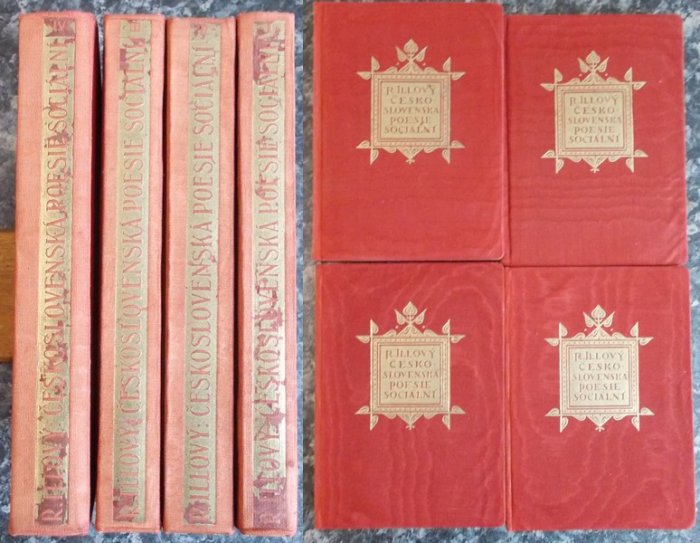 R. ILLOVÝ: ČESKOSLOVENSKÁ POESIE SOCIÁLNÍ
R. ILLOVÝ: ČESKOSLOVENSKÁ POESIE SOCIÁLNÍ
R. ILLOVÝ: ČESKOSLOVENSKÁ POESIE SOCIÁLNÍ
R. ILLOVÝ: ČESKOSLOVENSKÁ POESIE SOCIÁLNÍ
R. ILLOVÝ
ČESKO
SLOVENSKÁ
POESIE
SOCIÁLNÍ
R. ILLOVÝ
ČESKO
SLOVENSKÁ
POESIE
SOCIÁLNÍ
R. ILLOVÝ
ČESKO
SLOVENSKÁ
POESIE
SOCIÁLNÍ
R. ILLOVÝ
ČESKO
SLOVENSKÁ
POESIE
SOCIÁLNÍ